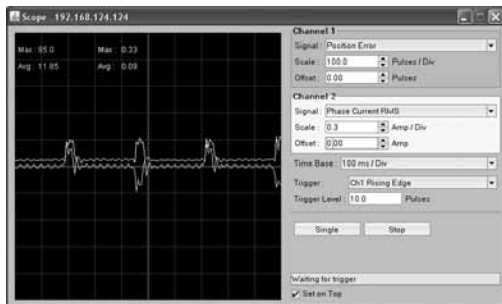 Scope 192.168.124.124
Max : 95.0 Max : 0.33
Avg : 11.85 Avg : 0.09
Channel 1
Signal : Position Error
Scale : 100.0 Pulses / Div
Offset : 0.00 Pulses
Channel 2
Signal : Phase Current RMS
Scale : 0.3 Amp / Div
Offset : 0.00 Amp
Time Base : 100 ms / Div
Trigger : Ch1 Rising Edge
Trigger Level : 10.0 Pulses
Single Stop
Waiting for trigger
Set on Top